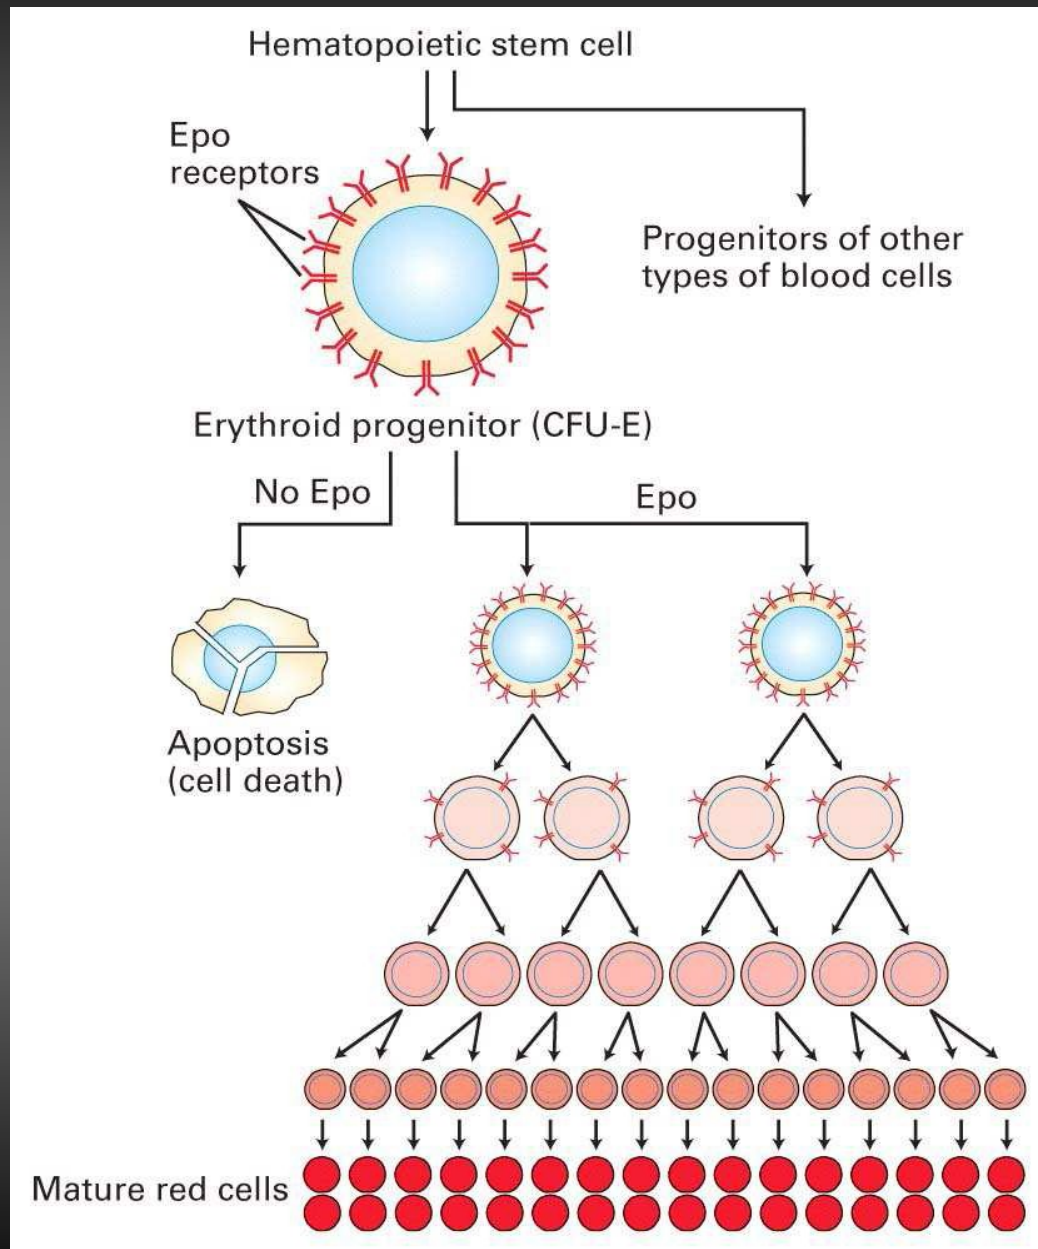 Hematopoietic stem cell
Epo
receptors
Progenitors of other
types of blood cells
Erythroid progenitor (CFU-E)
No Epo
Epo
Apoptosis
(cell death)
Mature red cells